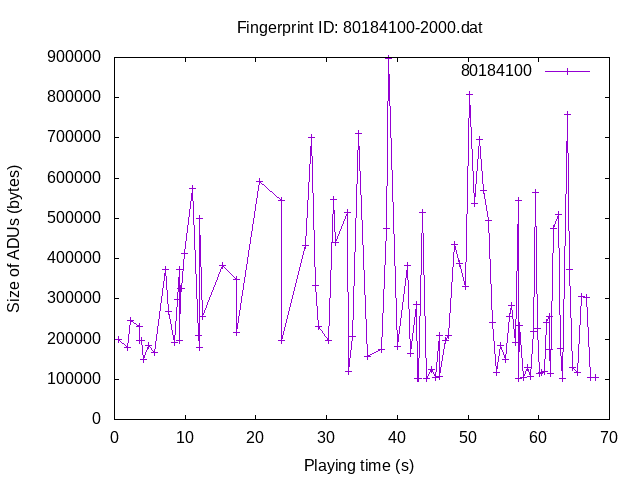 Fingerprint ID: 80184100-2000.dat
80184100
Size of ADUs (bytes)
900000
800000
700000
600000
500000
400000
300000
200000
100000
0
0 10 20 30 40 50 60 70
Playing time (s)